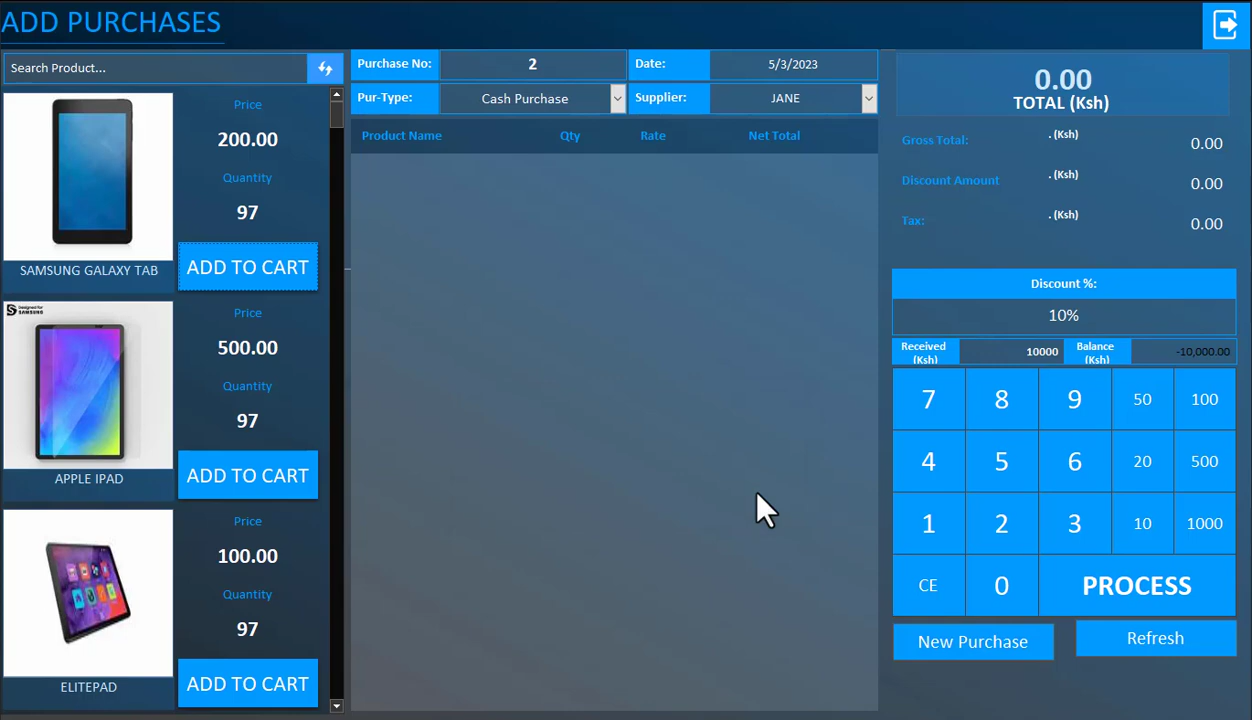 ADD PURCHASES
Search Product...
Price
200.00
Quantity
97
SAMSUNG GALAXY TAB
ADD TO CART
Designed for
SAMSUNG
Price
500.00
Quantity
97
APPLE IPAD
ADD TO CART
Price
100.00
Quantity
97
ELITEPAD
ADD TO CART
Purchase No: 2 Date: 5/3/2023
Pur-Type: Cash Purchase Supplier: JANE
Product Name Qty Rate Net Total
0.00
TOTAL (Ksh)
Gross Total: . (Ksh) 0.00
Discount Amount . (Ksh) 0.00
Tax: . (Ksh) 0.00
Discount %:
10%
Received (Ksh) 10000 Balance (Ksh) -10,000.00
7 8 9 50 100
4 5 6 20 500
1 2 3 10 1000
CE 0 PROCESS
New Purchase Refresh